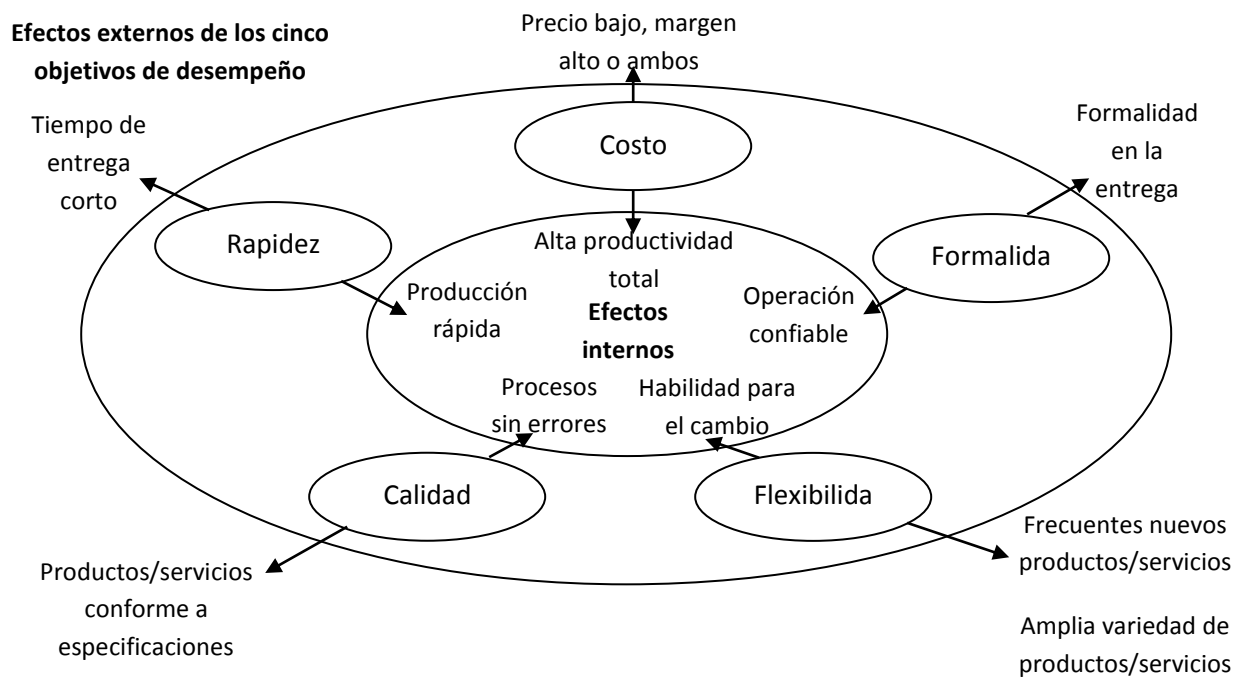 Efectos externos de los cinco
objetivos de desempeño
Precio bajo, margen
alto o ambos
Tiempo de
entrega
corto
Costo
Formalidad
en la
entrega
Rapidez
Alta productividad
total
Formalida
Producción
rápida
Efectos
internos
Operación
confiable
Procesos
sin errores
Habilidad para
el cambio
Calidad
Flexibilida
Productos/servicios
conforme a
especificaciones
Frecuentes nuevos
productos/servicios
Amplia variedad de
productos/servicios